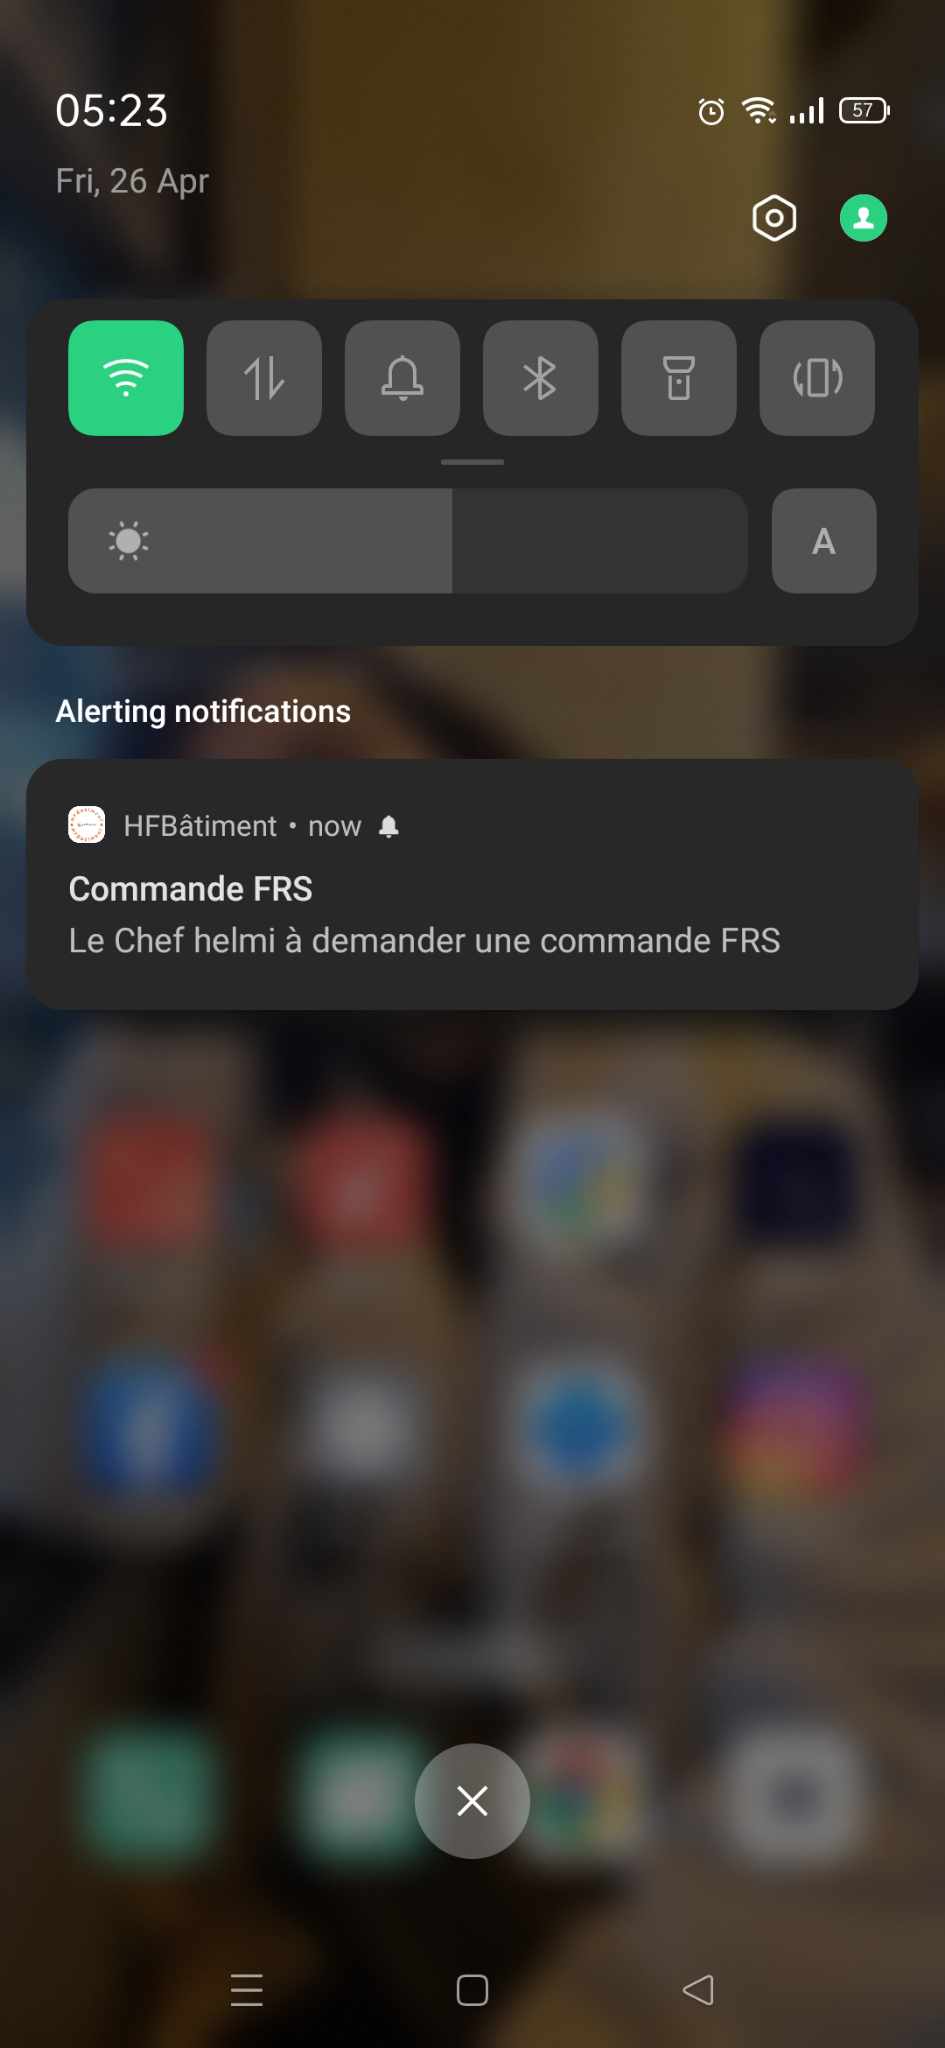 05:23
57
Fri, 26 Apr
A
Alerting notifications
HFBâtiment • now
Commande FRS
Le Chef helmi à demander une commande FRS